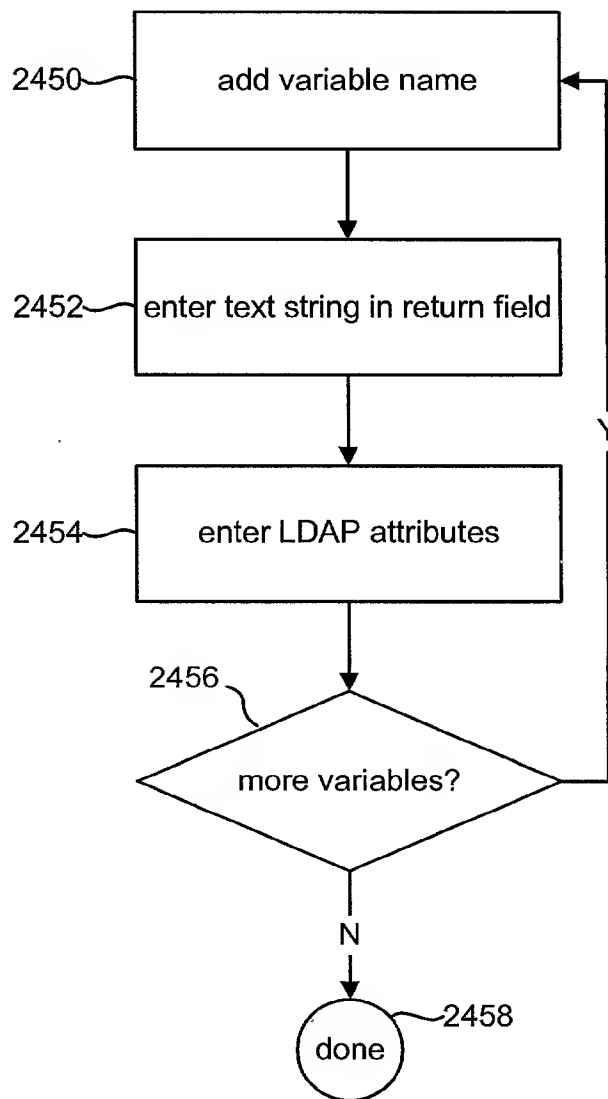 2450
add variable name
2452
enter text string in return field
2454
enter LDAP attributes
Y
2456
more variables?
N
2458
done